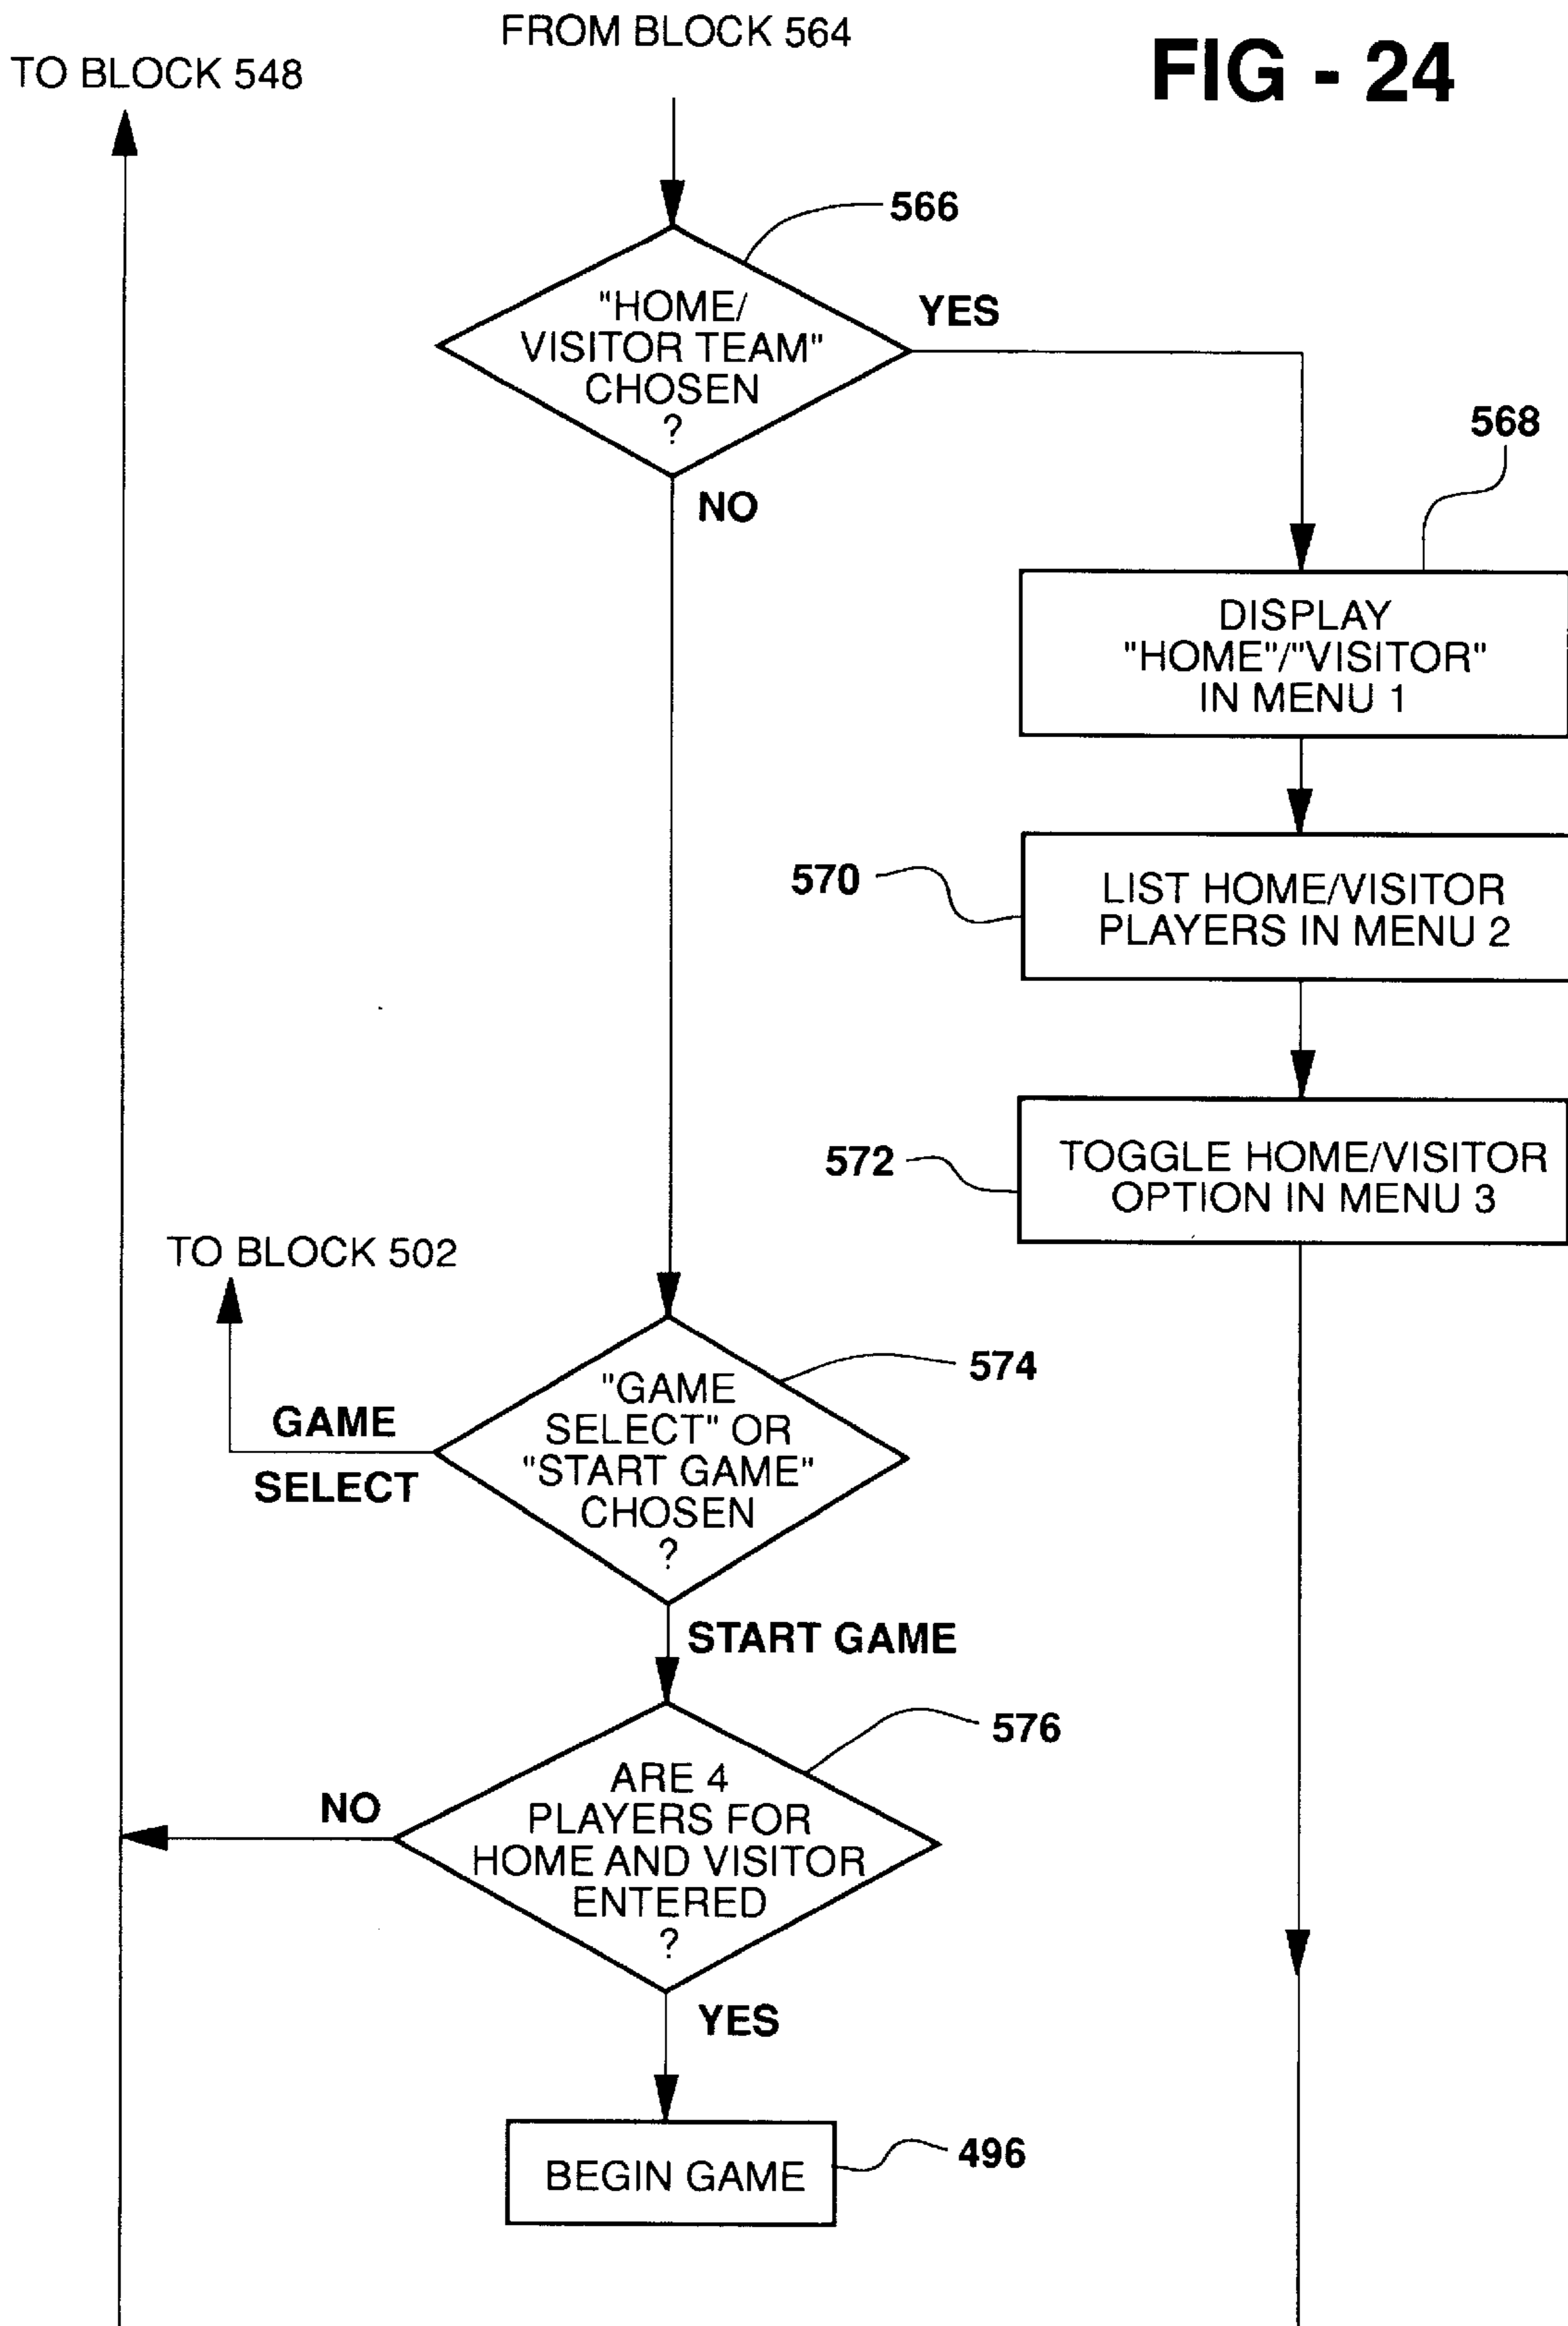 FROM BLOCK 564
FIG - 24
TO BLOCK 548
566
"HOME/
VISITOR TEAM"
CHOSEN
?
YES
NO
568
DISPLAY
"HOME"/"VISITOR"
IN MENU 1
570
LIST HOME/VISITOR
PLAYERS IN MENU 2
572
TOGGLE HOME/VISITOR
OPTION IN MENU 3
TO BLOCK 502
574
"GAME
SELECT" OR
"START GAME"
CHOSEN
?
GAME
SELECT
START GAME
576
ARE 4
PLAYERS FOR
HOME AND VISITOR
ENTERED
?
NO
YES
BEGIN GAME
496